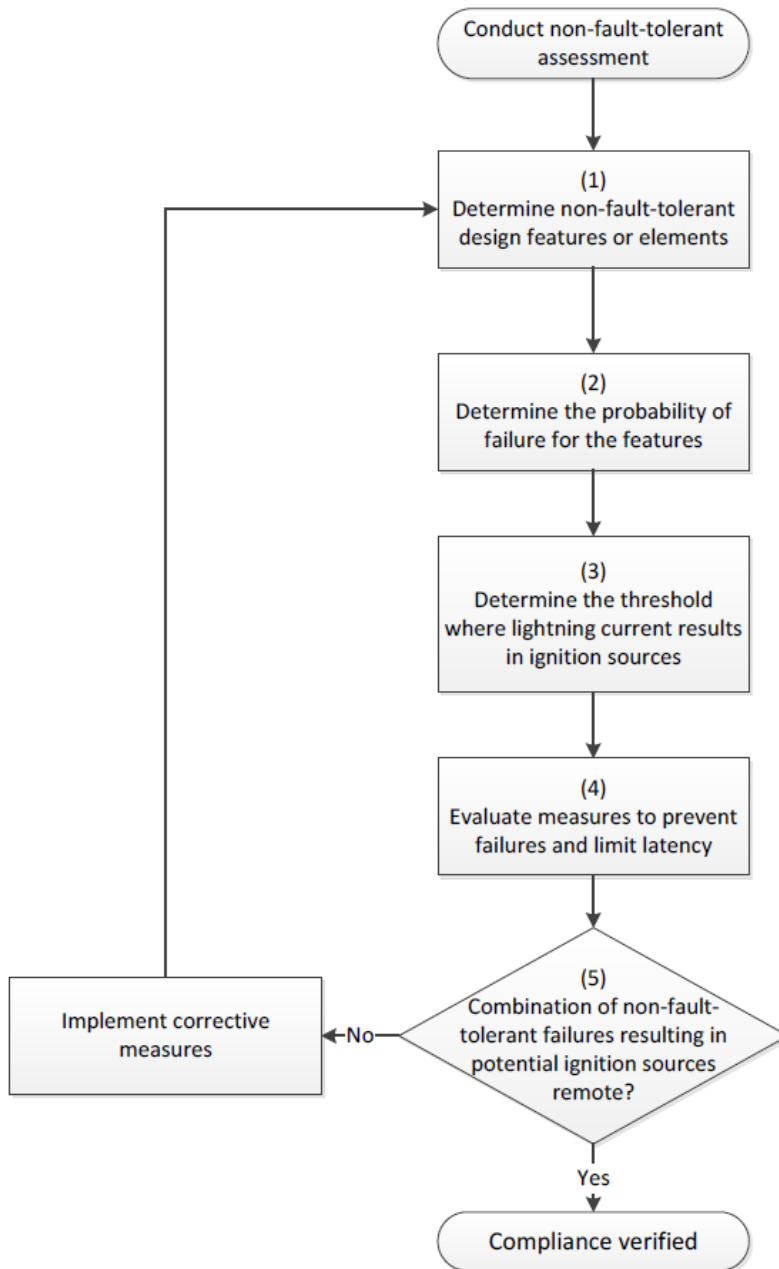 Conduct non-fault-tolerant
assessment
(1)
Determine non-fault-tolerant
design features or elements
(2)
Determine the probability of
failure for the features
(3)
Determine the threshold
where lightning current results
in ignition sources
(4)
Evaluate measures to prevent
failures and limit latency
(5)
Combination of non-fault-
tolerant failures resulting in
potential ignition sources
remote?
No
Implement corrective
measures
Yes
Compliance verified